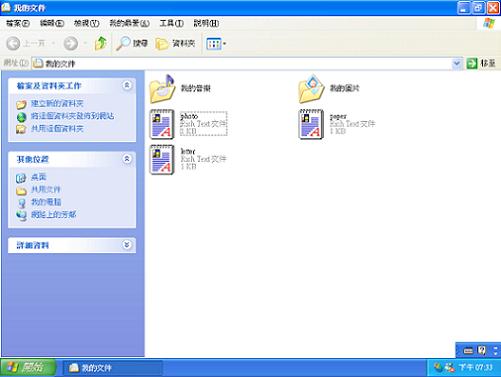 我的文件
檔案(F) 編輯(E) 檢視(V) 我的最愛(A) 工具(T) 說明(H)
上一頁 搜尋 資料夾
網址(D) 我的文件 移至
檔案及資料夾工作
建立新的資料夾
將這個資料夾發佈到網站
共用這個資料夾
其他位置
桌面
共用文件
我的電腦
網路上的芳鄰
詳細資料
我的音樂
我的圖片
photo
Rich Text 文件
1 KB
paper
Rich Text 文件
1 KB
letter
Rich Text 文件
1 KB
開始 我的文件 下午 07:33